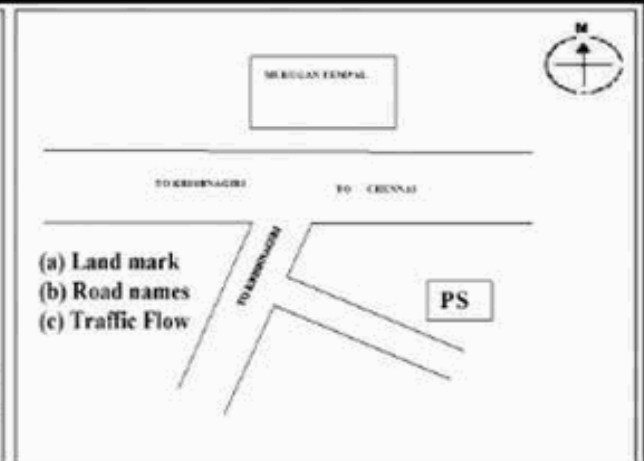 N
MURUGAN TEMPAL
TO KRISHNAGIRI
TO CHENNAI
TO KRISHNAGIRI
(a) Land mark
(b) Road names
(c) Traffic Flow
PS